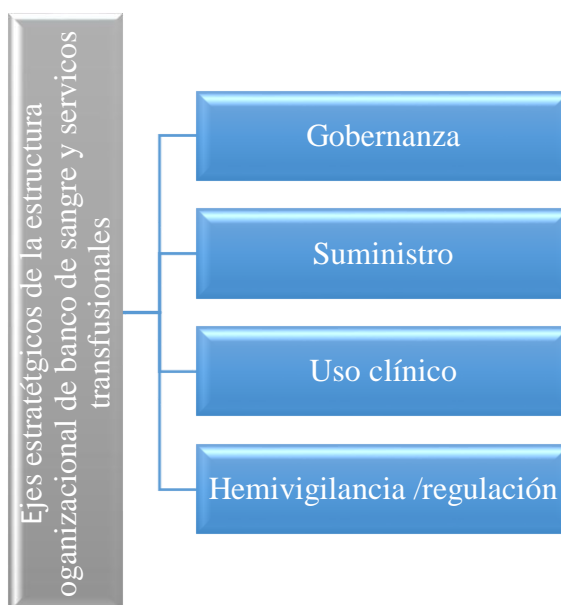 Ejes estratétgicos de la estructura
oganizacional de banco de sangre y servicos
transfusionales
Gobernanza
Suministro
Uso clínico
Hemivigilancia /regulación